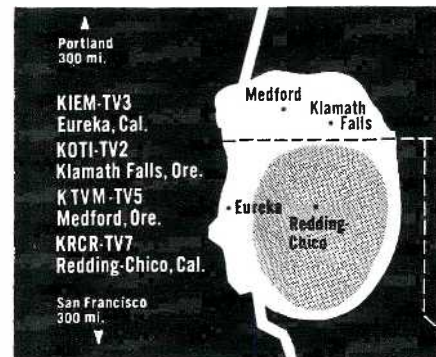 Portland
300 mi.
KIEM-TV3
Eureka, Cal.
KOTI-TV2
Klamath Falls, Ore.
KTVM-TV5
Medford, Ore.
KRCR-TV7
Redding-Chico, Cal.
San Francisco
300 mi.
Medford
Klamath
Falls
Eureka
Redding-
Chico